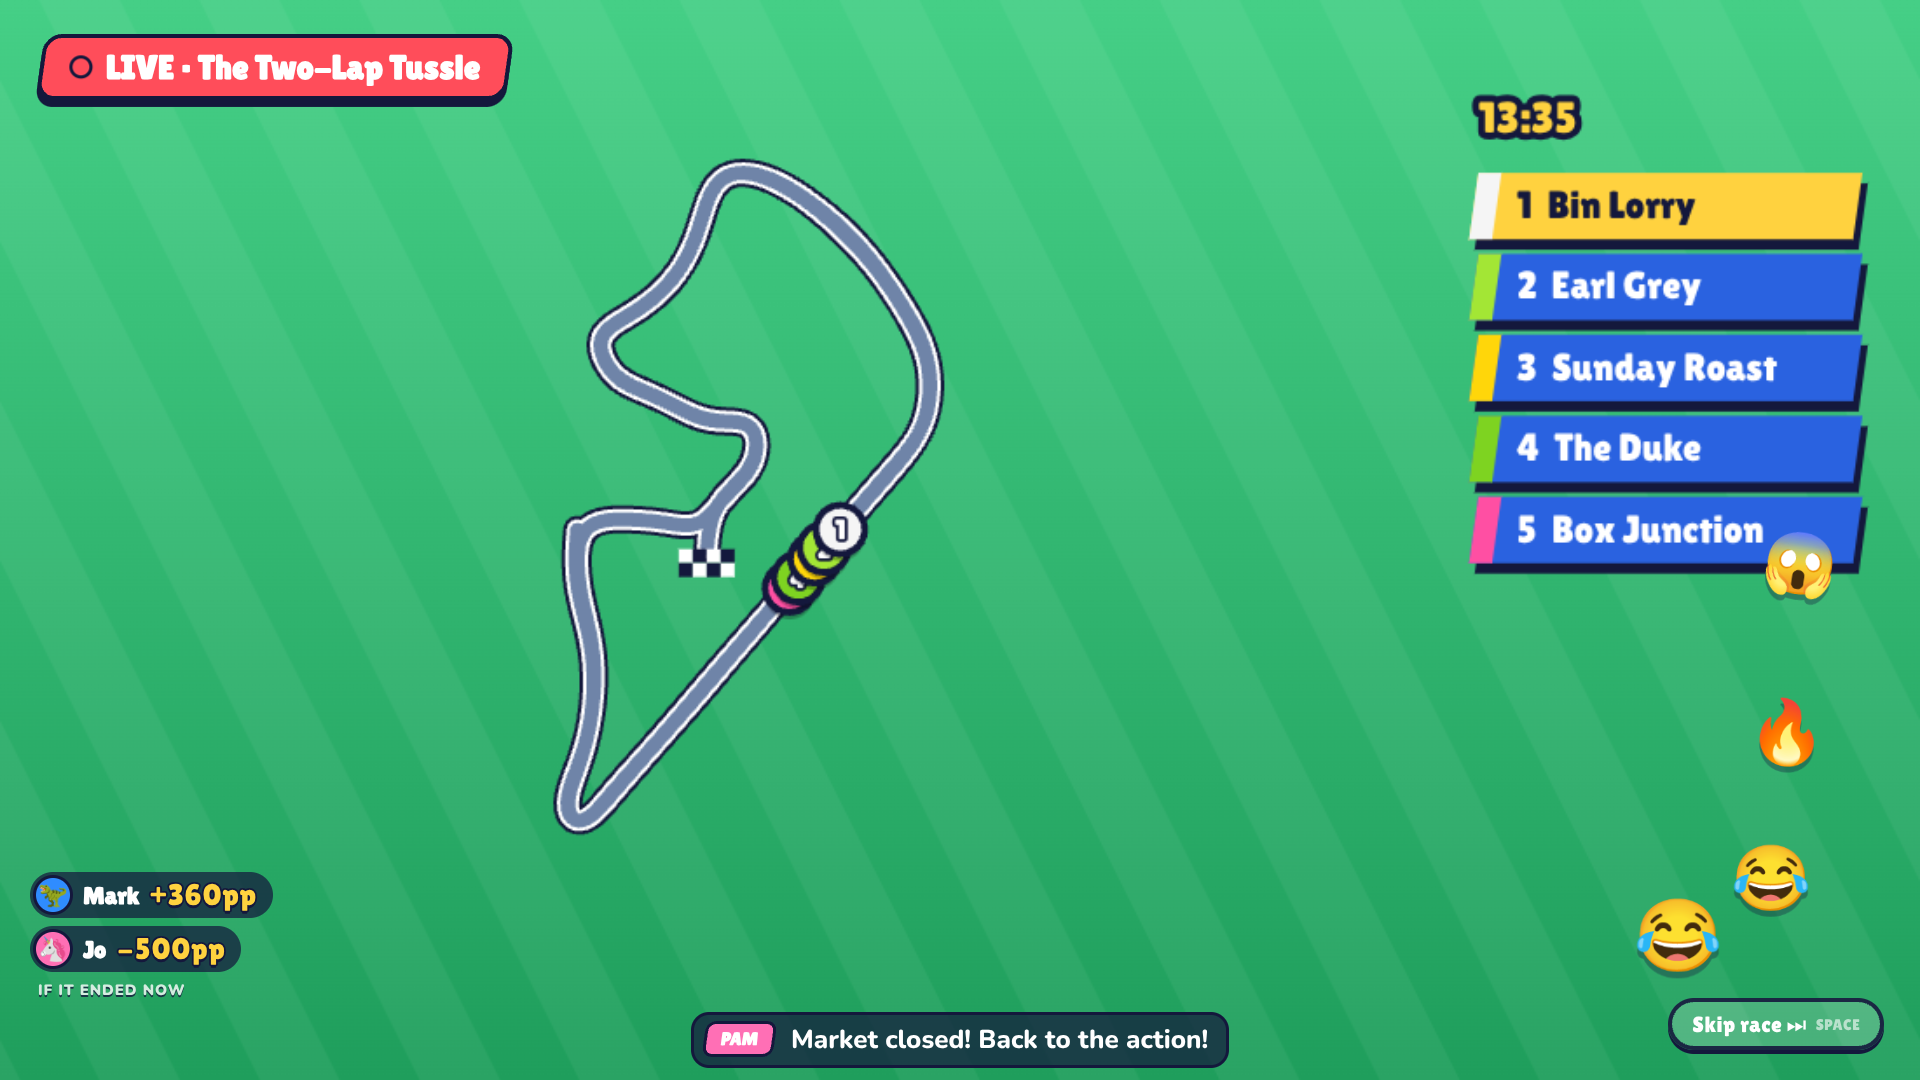 LIVE · The Two-Lap Tussle
13:35
1 Bin Lorry
2 Earl Grey
3 Sunday Roast
4 The Duke
5 Box Junction
1
Mark +360pp
Jo -500pp
IF IT ENDED NOW
PAM Market closed! Back to the action!
Skip race SPACE